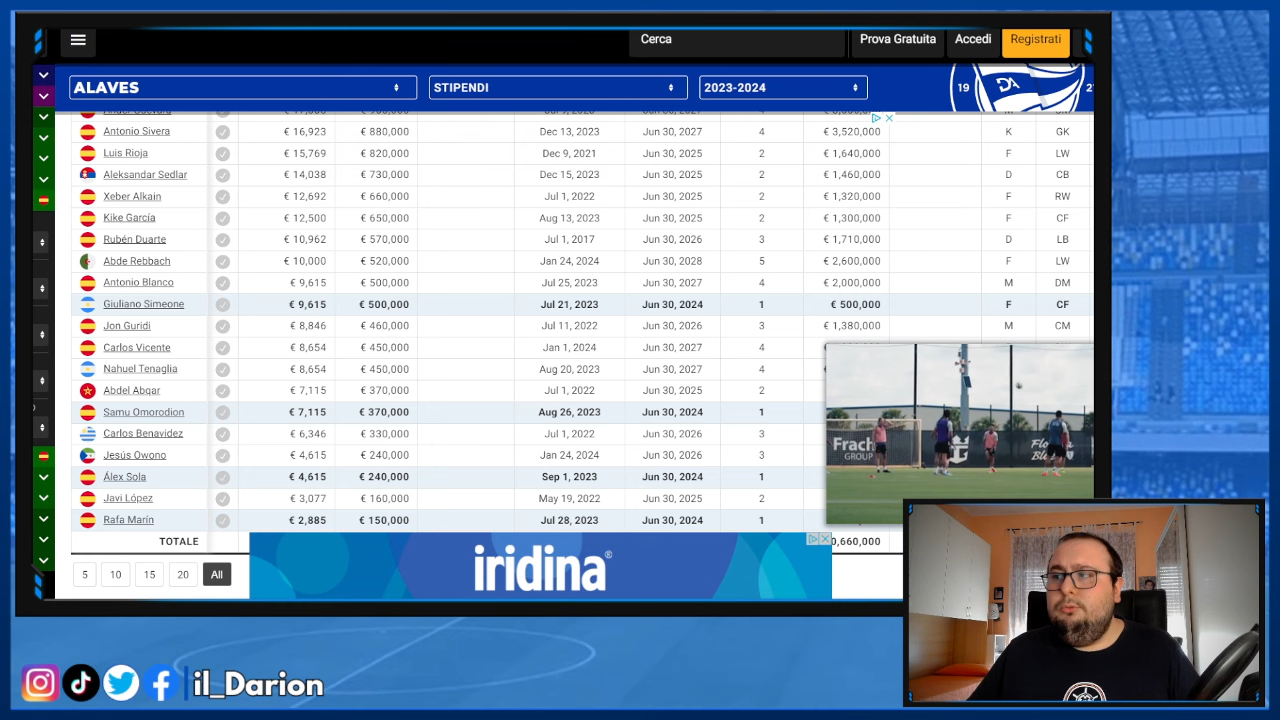 Cerca Prova Gratuita Accedi Registrati
ALAVES STIPENDI 2023-2024 19 DA 2
Antonio Sivera € 16,923 € 880,000 Dec 13, 2023 Jun 30, 2027 4 € 3,520,000 K GK
Luis Rioja € 15,769 € 820,000 Dec 9, 2021 Jun 30, 2025 2 € 1,640,000 F LW
Aleksandar Sedlar € 14,038 € 730,000 Dec 15, 2023 Jun 30, 2025 2 € 1,460,000 D CB
Xeber Alkain € 12,692 € 660,000 Jul 1, 2022 Jun 30, 2025 2 € 1,320,000 F RW
Kike García € 12,500 € 650,000 Aug 13, 2023 Jun 30, 2025 2 € 1,300,000 F CF
Rubén Duarte € 10,962 € 570,000 Jul 1, 2017 Jun 30, 2026 3 € 1,710,000 D LB
Abde Rebbach € 10,000 € 520,000 Jan 24, 2024 Jun 30, 2028 5 € 2,600,000 F LW
Antonio Blanco € 9,615 € 500,000 Jul 25, 2023 Jun 30, 2027 4 € 2,000,000 M DM
Giuliano Simeone € 9,615 € 500,000 Jul 21, 2023 Jun 30, 2024 1 € 500,000 F CF
Jon Guridi € 8,846 € 460,000 Jul 11, 2022 Jun 30, 2026 3 € 1,380,000 M CM
Carlos Vicente € 8,654 € 450,000 Jan 1, 2024 Jun 30, 2027 4
Nahuel Tenaglia € 8,654 € 450,000 Aug 20, 2023 Jun 30, 2027 4
Abdel Abqar € 7,115 € 370,000 Jul 1, 2022 Jun 30, 2025 2
Samu Omorodion € 7,115 € 370,000 Aug 26, 2023 Jun 30, 2024 1
Carlos Benavidez € 6,346 € 330,000 Jul 1, 2022 Jun 30, 2026 3
Jesús Owono € 4,615 € 240,000 Jan 24, 2024 Jun 30, 2026 3
Álex Sola € 4,615 € 240,000 Sep 1, 2023 Jun 30, 2024 1
Javi López € 3,077 € 160,000 May 19, 2022 Jun 30, 2025 2
Rafa Marín € 2,885 € 150,000 Jul 28, 2023 Jun 30, 2024 1
TOTALE 0,660,000
5 10 15 20 All
iridina®
Frach
GROUP
Flo
Bl
il_Darion